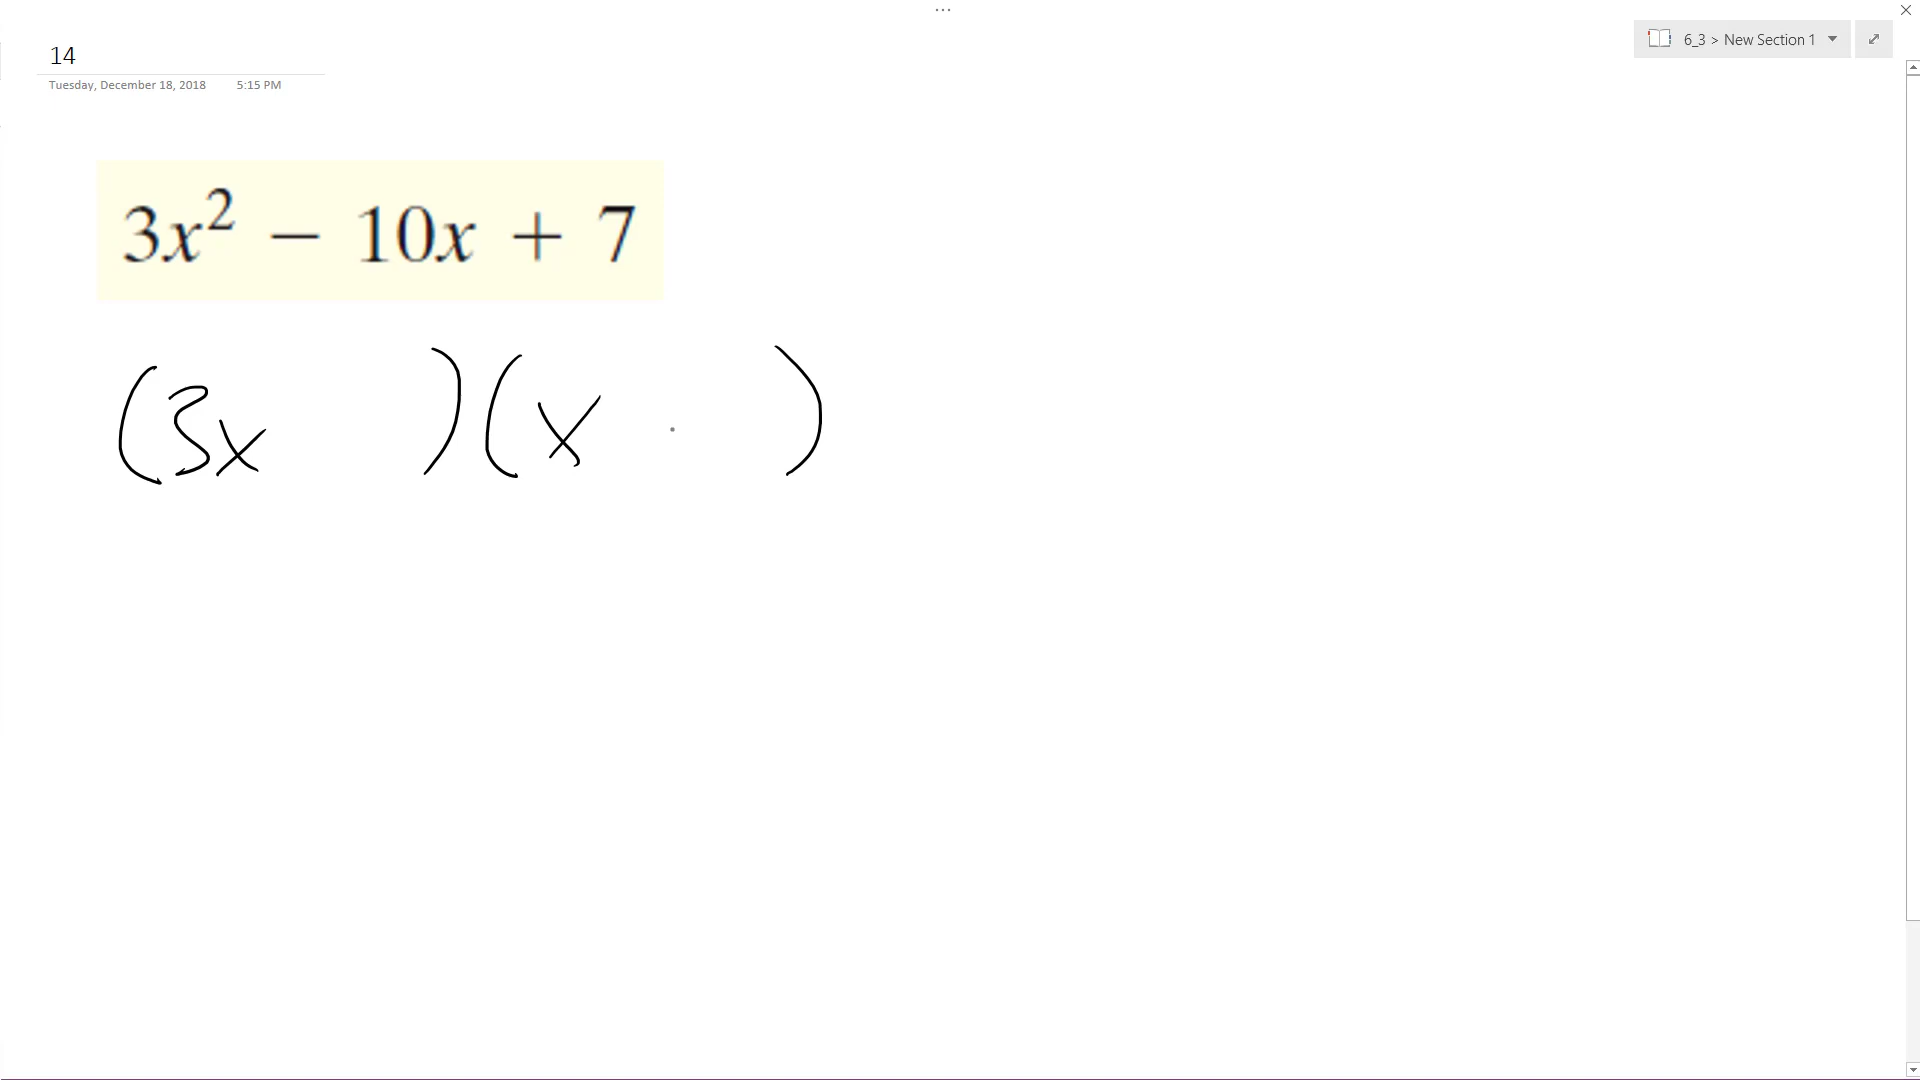 ...
14
6_3 > New Section 1
Tuesday, December 18, 2018 5:15 PM
3x² − 10x + 7
(3x )(x )